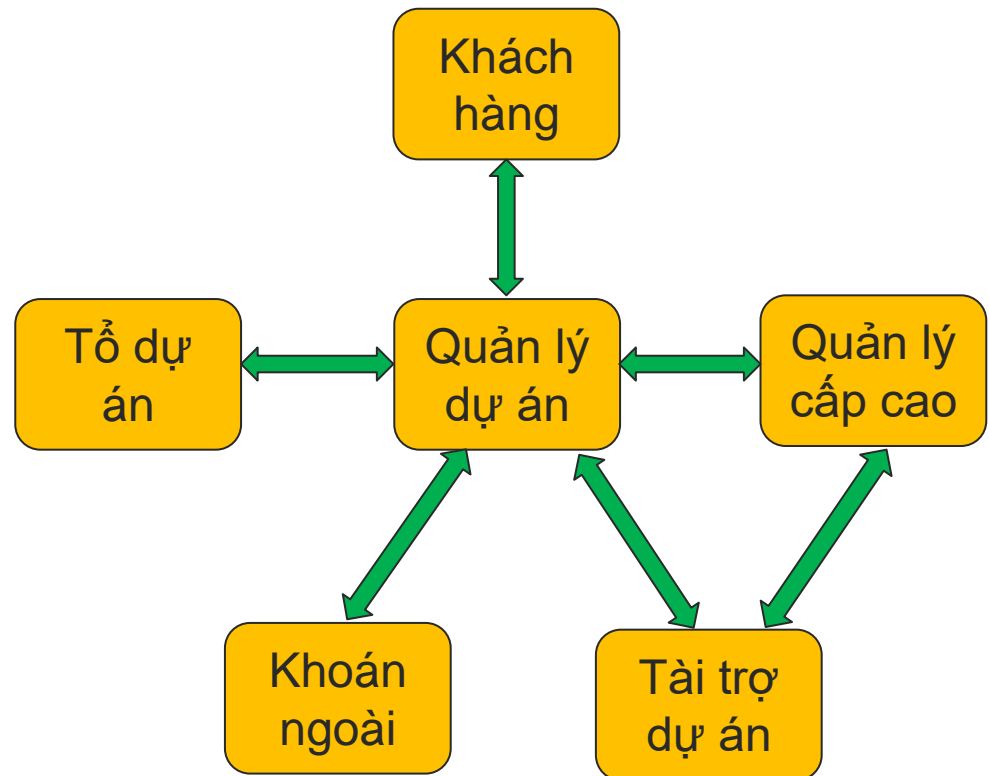 Khách
hàng
Tổ dự
án
Quản lý
dự án
Quản lý
cấp cao
Khoán
ngoài
Tài trợ
dự án